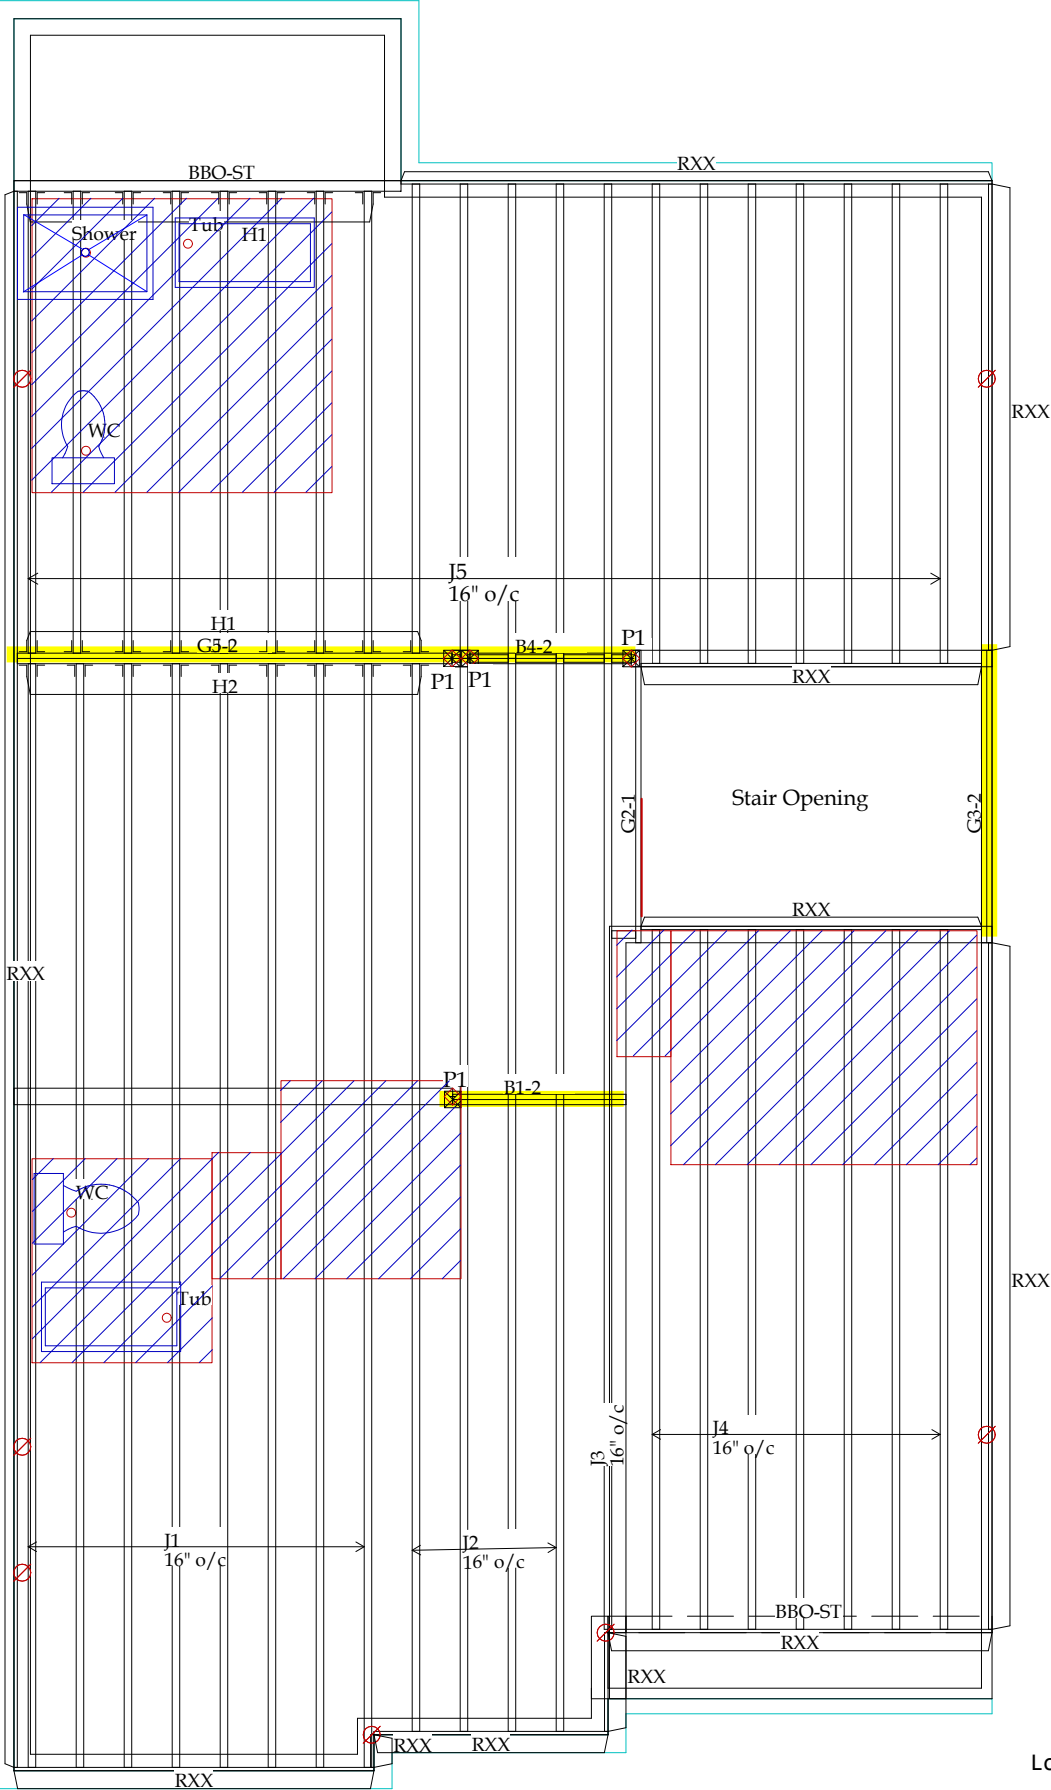 RXX
BBO-ST
Tub
Shower
H1
RXX
WC
J5
16" o/c
H1
G5-2
B4-2
P1
H2
P1
P1
RXX
Stair Opening
G2-1
G3-2
RXX
RXX
P1
B1-2
WC
RXX
Tub
J3
16" o/c
J4
16" o/c
J1
16" o/c
J2
16" o/c
BBO-ST
RXX
RXX
RXX
RXX
RXX